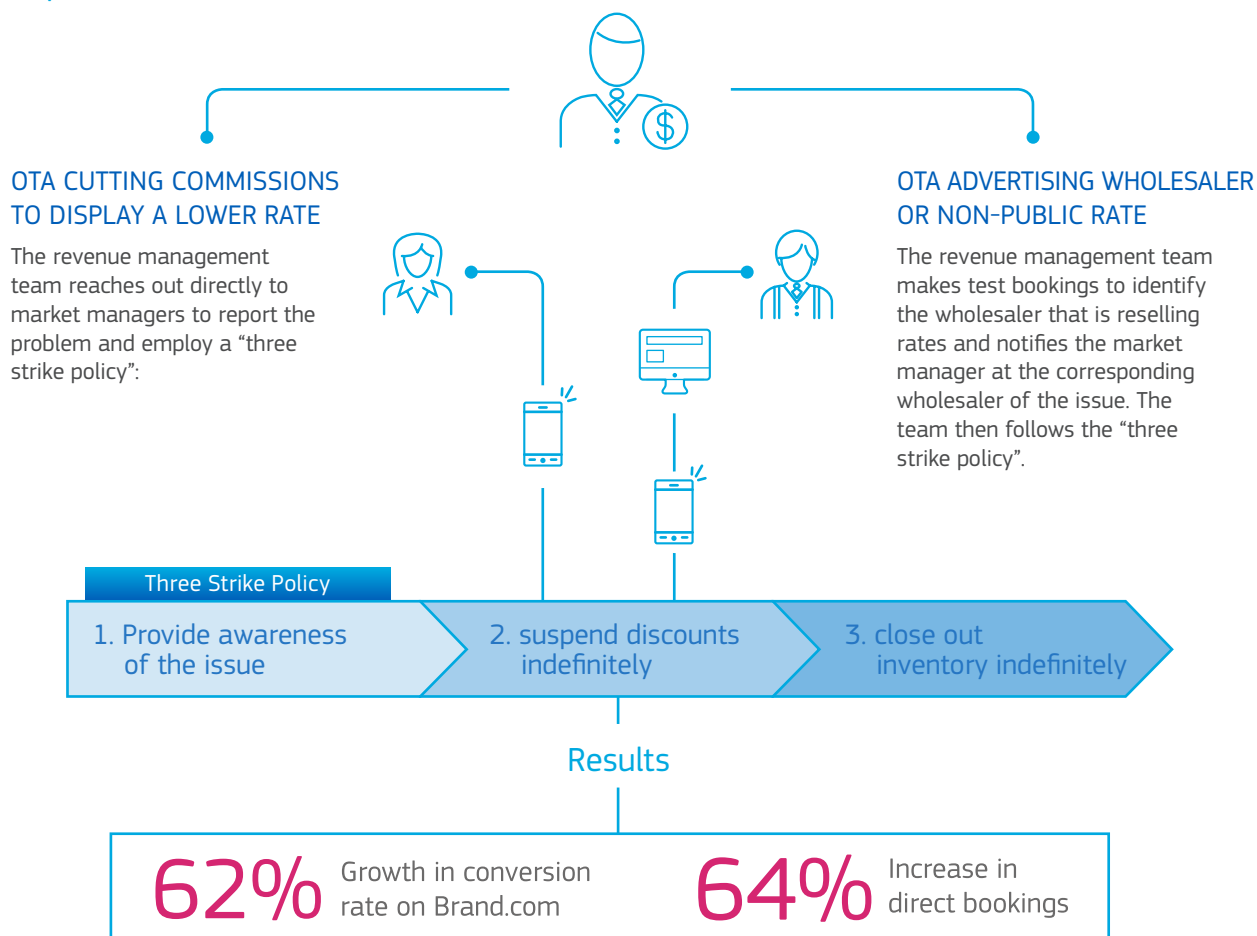 $
OTA CUTTING COMMISSIONS
TO DISPLAY A LOWER RATE
The revenue management
team reaches out directly to
market managers to report the
problem and employ a “three
strike policy”:
OTA ADVERTISING WHOLESALER
OR NON-PUBLIC RATE
The revenue management team
makes test bookings to identify
the wholesaler that is reselling
rates and notifies the market
manager at the corresponding
wholesaler of the issue. The
team then follows the “three
strike policy”.
Three Strike Policy
1. Provide awareness
of the issue
2. suspend discounts
indefinitely
3. close out
inventory indefinitely
Results
62%
Growth in conversion
rate on Brand.com
64%
Increase in
direct bookings